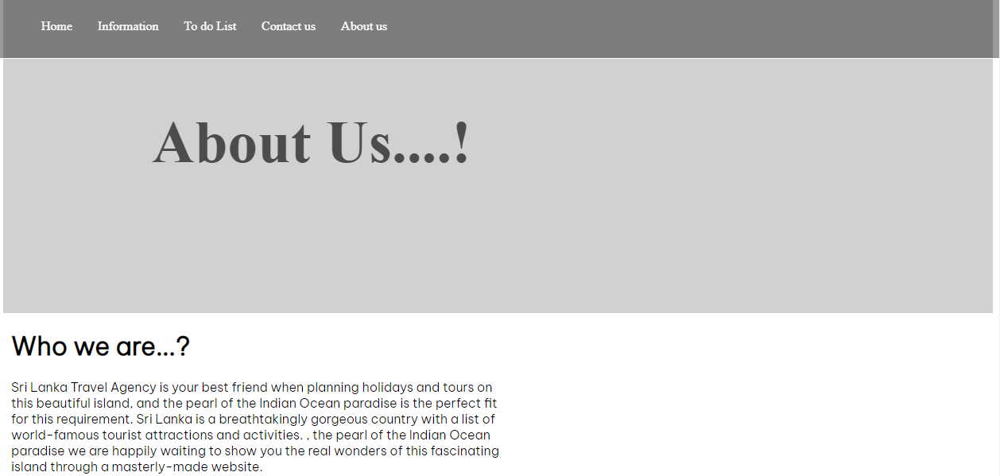 Home Information To do List Contact us About us
About Us....!
Who we are...?
Sri Lanka Travel Agency is your best friend when planning holidays and tours on
this beautiful island, and the pearl of the Indian Ocean paradise is the perfect fit
for this requirement. Sri Lanka is a breathtakingly gorgeous country with a list of
world-famous tourist attractions and activities. , the pearl of the Indian Ocean
paradise we are happily waiting to show you the real wonders of this fascinating
island through a masterly-made website.